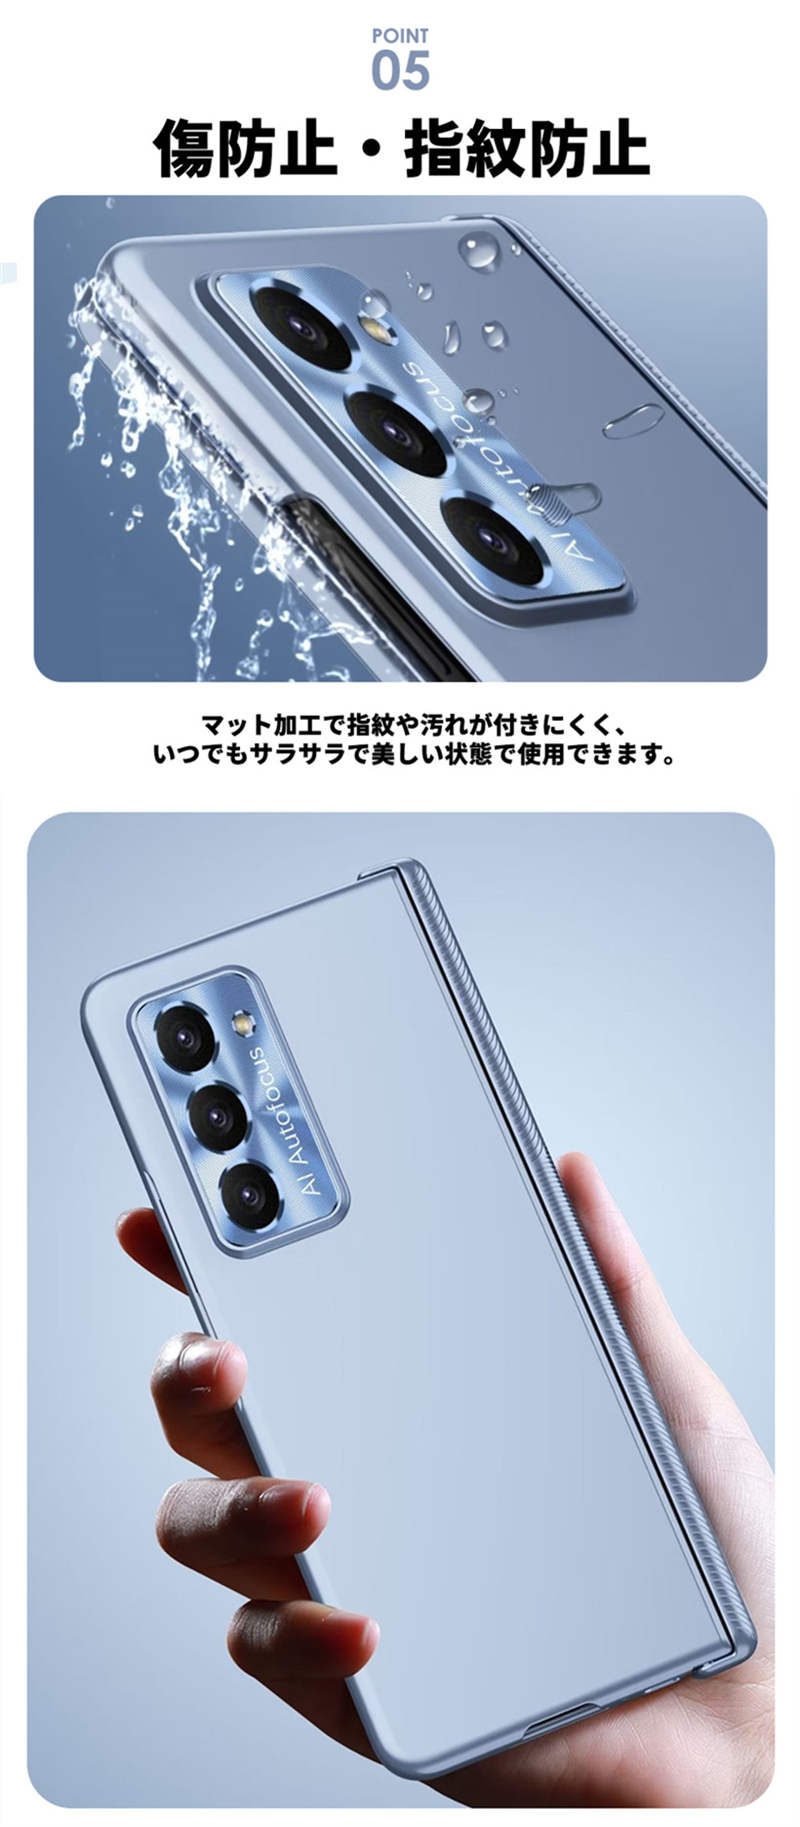 POINT
05
傷防止・指紋防止
AI Autofocus
マット加工で指紋や汚れが付きにくく、
いつでもサラサラで美しい状態で使用できます。
AI Autofocus